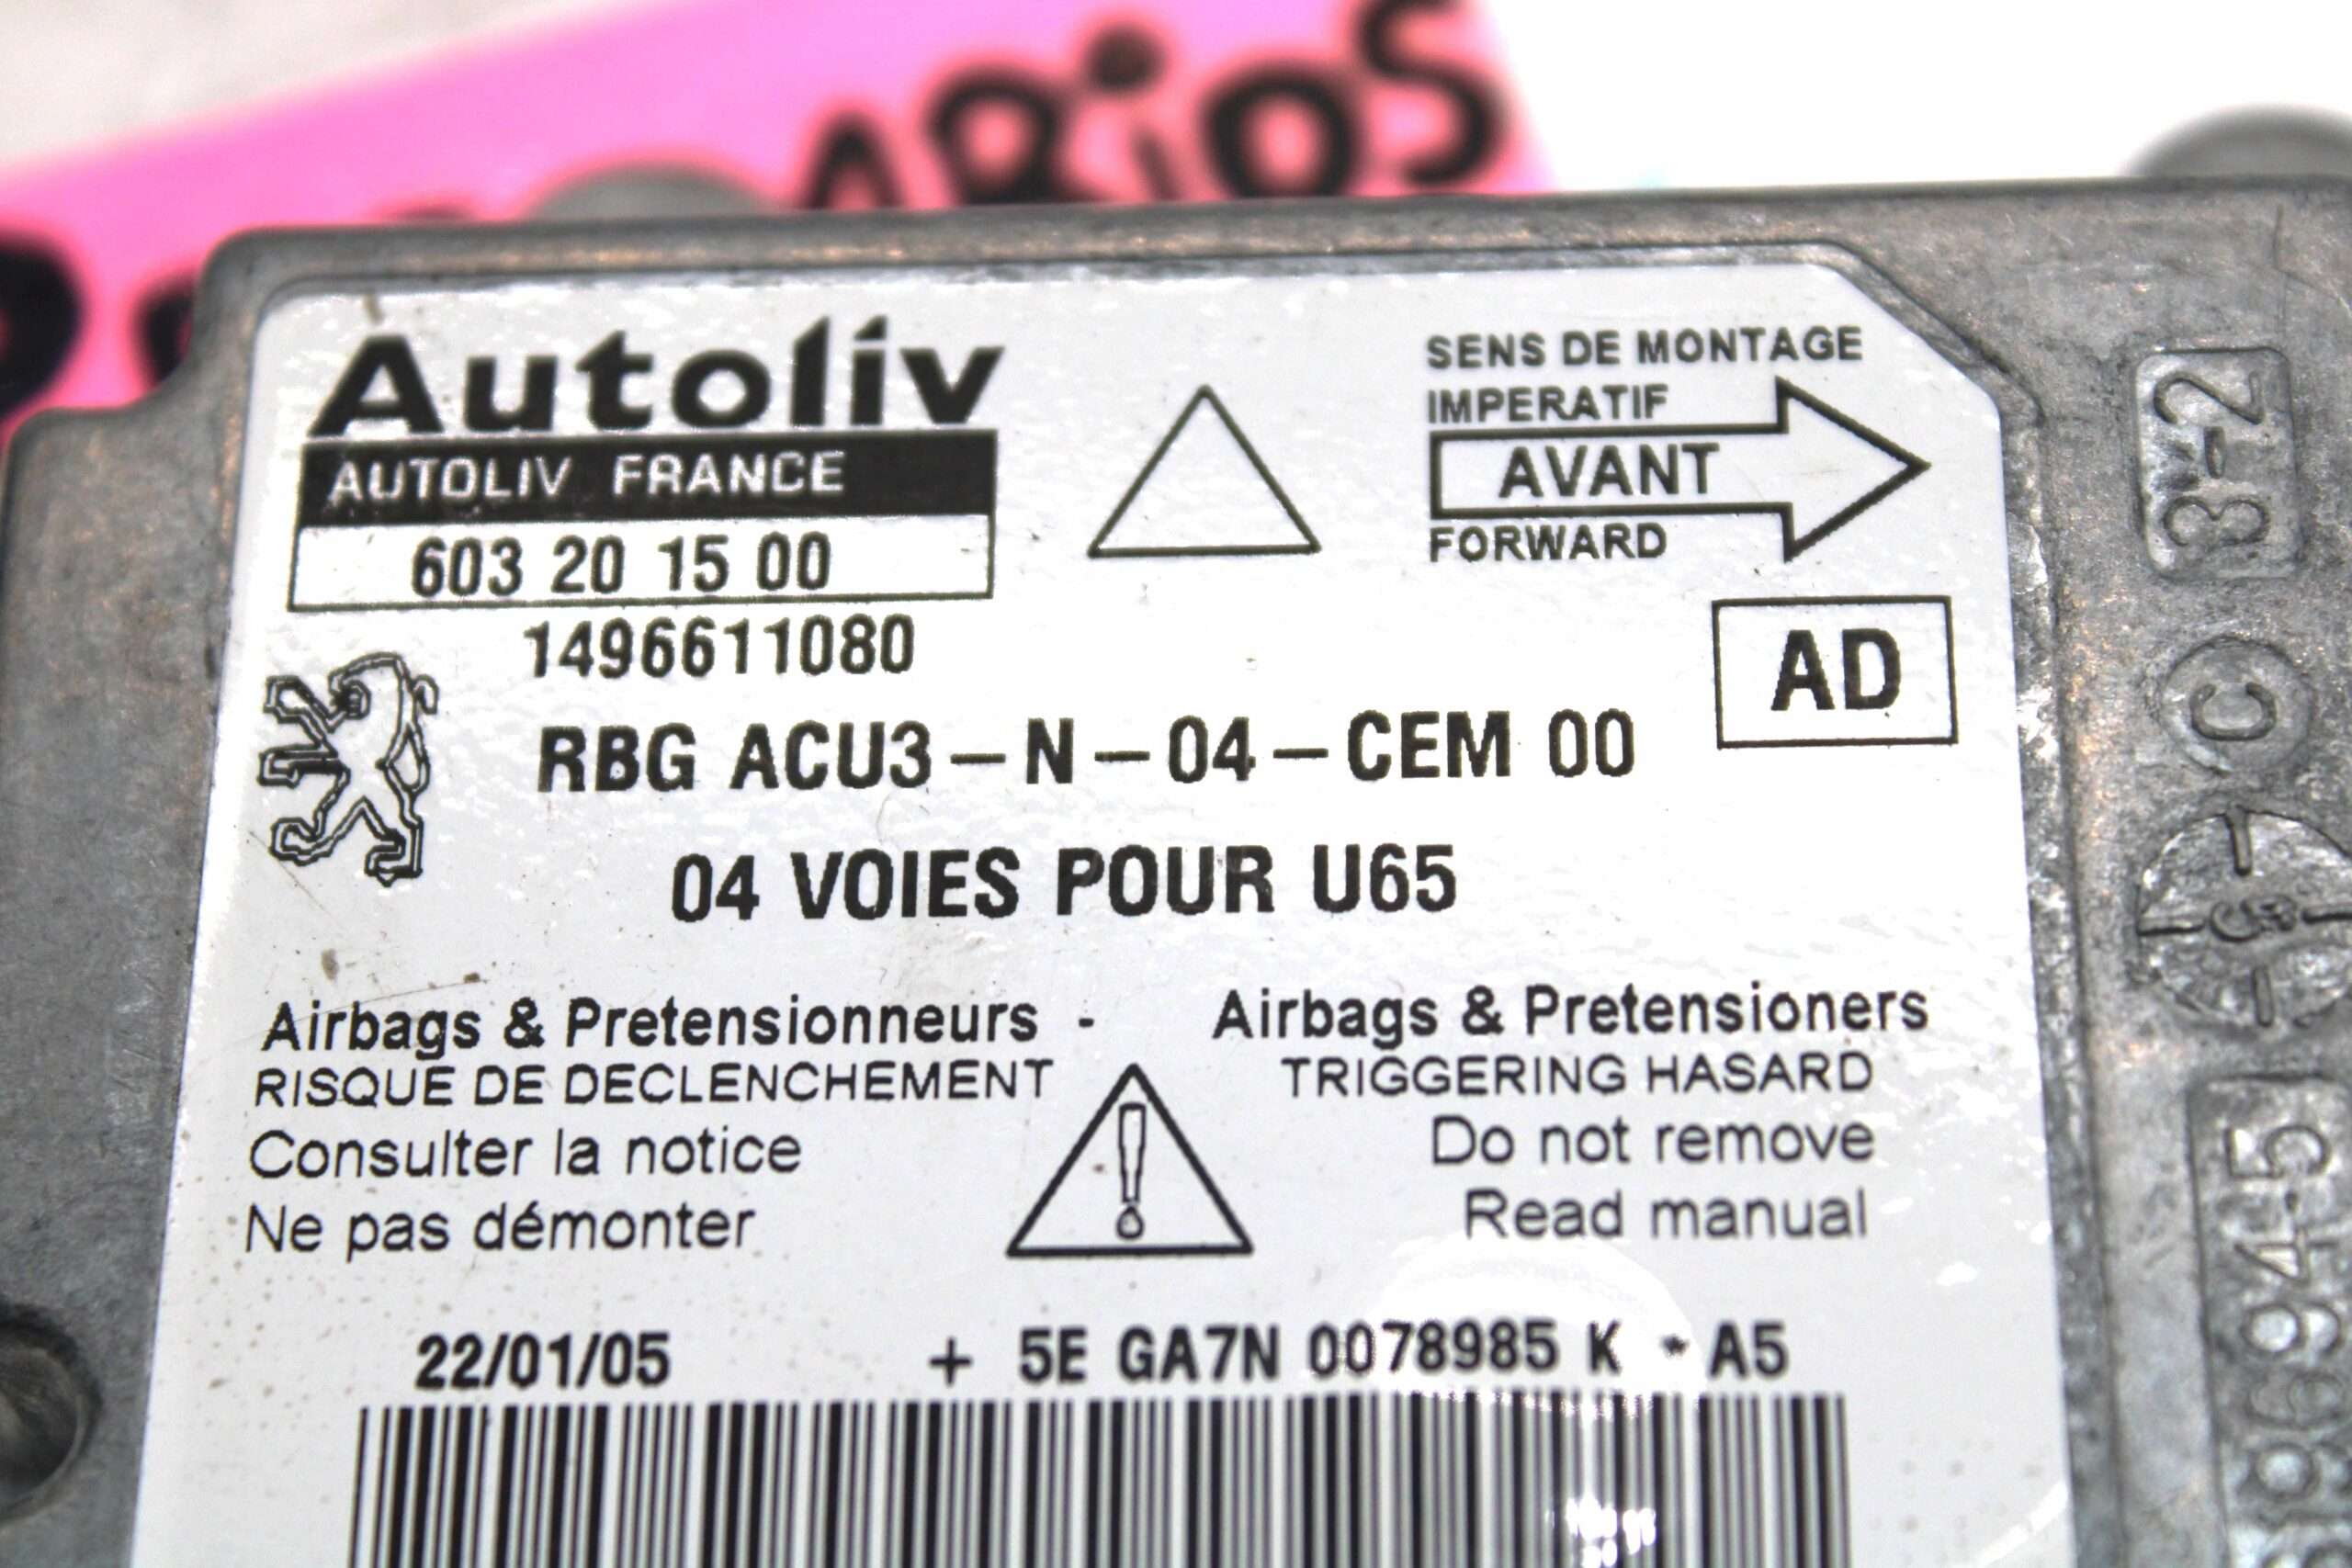 Autoliv
AUTOLIV FRANCE
603 20 15 00
1496611080
SENS DE MONTAGE
IMPERATIF
AVANT
FORWARD
AD
RBG ACU3-N-04-CEM 00
04 VOIES POUR U65
Airbags & Pretensionneurs - Airbags & Pretensioners
RISQUE DE DECLENCHEMENT
Consulter la notice
Ne pas démonter
TRIGGERING HASARD
Do not remove
Read manual
22/01/05 + 5E GA7N 0078985 K * A5
C